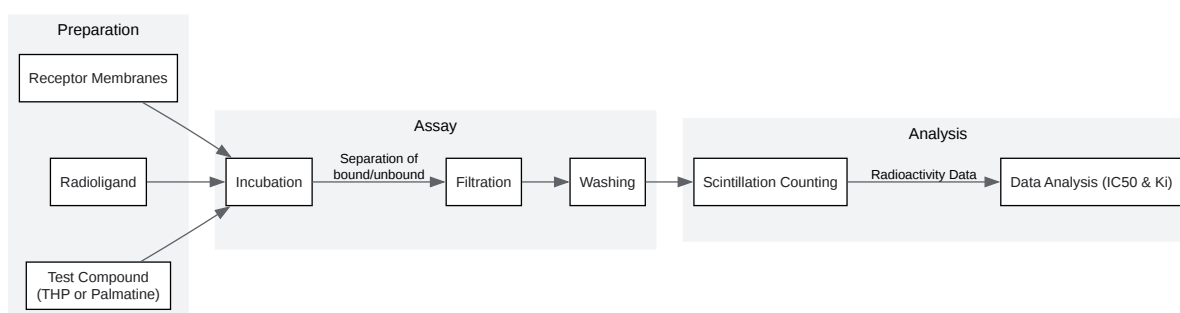 Preparation
Receptor Membranes
Radioligand
Test Compound
(THP or Palmatine)
Assay
Incubation
Separation of
bound/unbound
Filtration
Washing
Analysis
Scintillation Counting
Radioactivity Data
Data Analysis (IC50 & Ki)